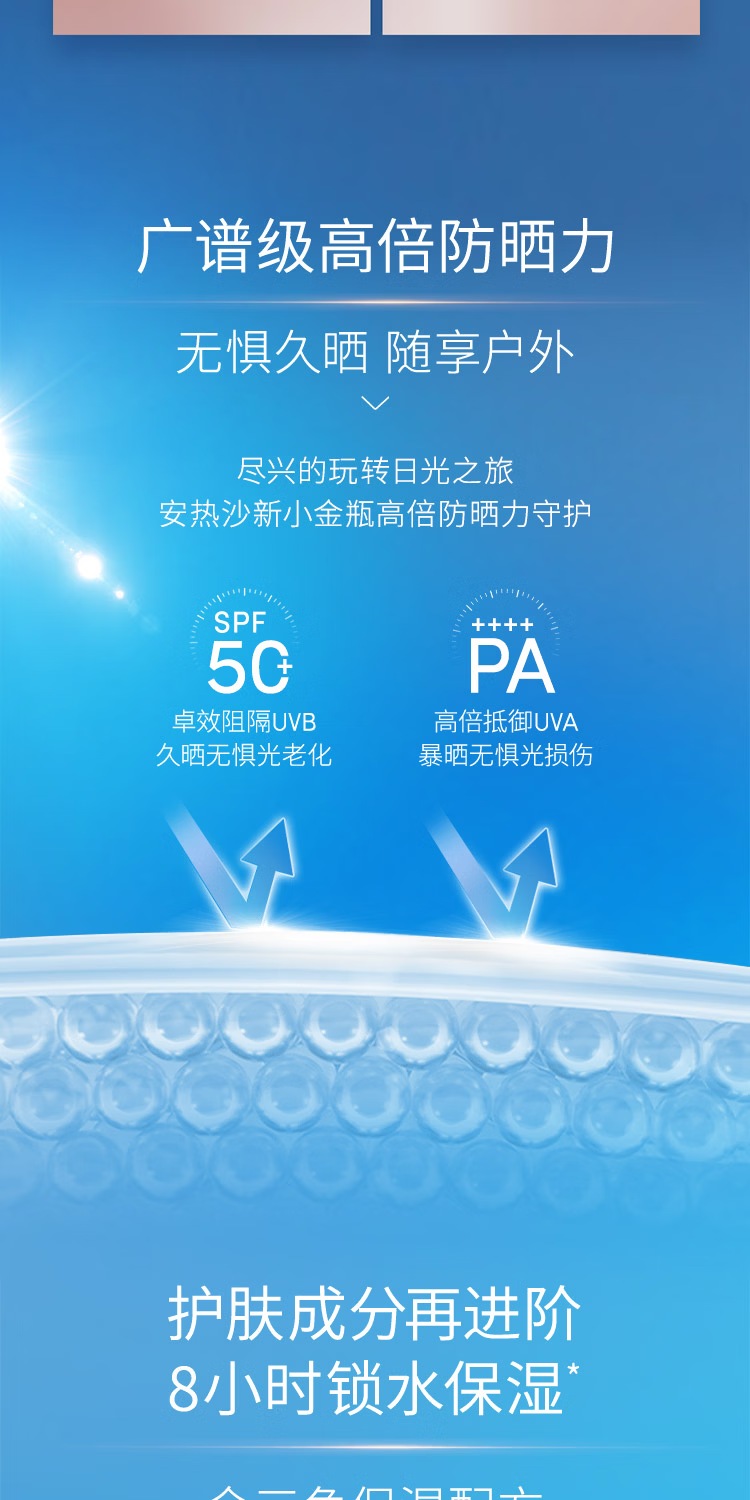 广谱级高倍防晒力
无惧久晒 随享户外
尽兴的玩转日光之旅
安热沙新小金瓶高倍防晒力守护
SPF
50+
卓效阻隔UVB
久晒无惧光老化
++++
PA
高倍抵御UVA
暴晒无惧光损伤
护肤成分再进阶
8小时锁水保湿*